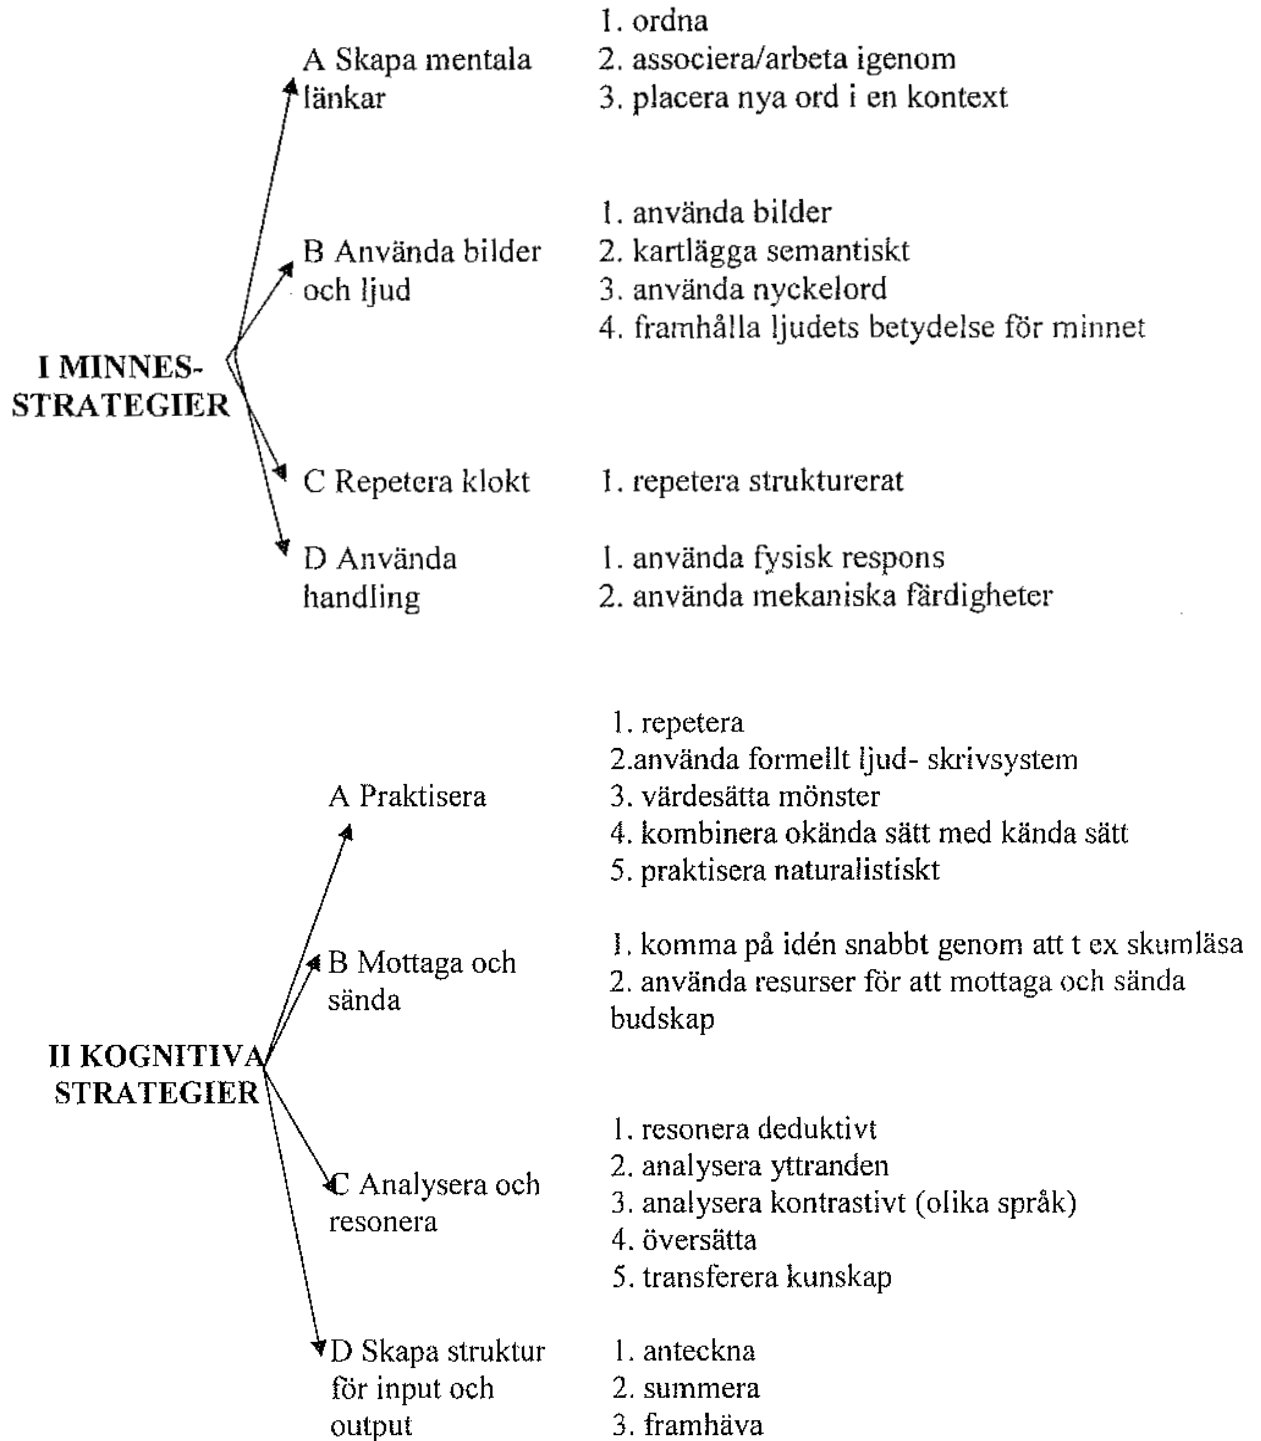 A Skapa mentala
länkar
1. ordna
2. associera/arbeta igenom
3. placera nya ord i en kontext
B Använda bilder
och ljud
1. använda bilder
2. kartlägga semantiskt
3. använda nyckelord
4. framhålla ljudets betydelse för minnet
I MINNES-
STRATEGIER
C Repetera klokt
1. repetera strukturerat
D Använda
handling
1. använda fysisk respons
2. använda mekaniska färdigheter
A Praktisera
1. repetera
2.använda formellt ljud- skrivsystem
3. värdesätta mönster
4. kombinera okända sätt med kända sätt
5. praktisera naturalistiskt
B Mottaga och
sända
1. komma på idén snabbt genom att t ex skumläsa
2. använda resurser för att mottaga och sända
budskap
II KOGNITIVA
STRATEGIER
C Analysera och
resonera
1. resonera deduktivt
2. analysera yttranden
3. analysera kontrastivt (olika språk)
4. översätta
5. transferera kunskap
D Skapa struktur
för input och
output
1. anteckna
2. summera
3. framhäva